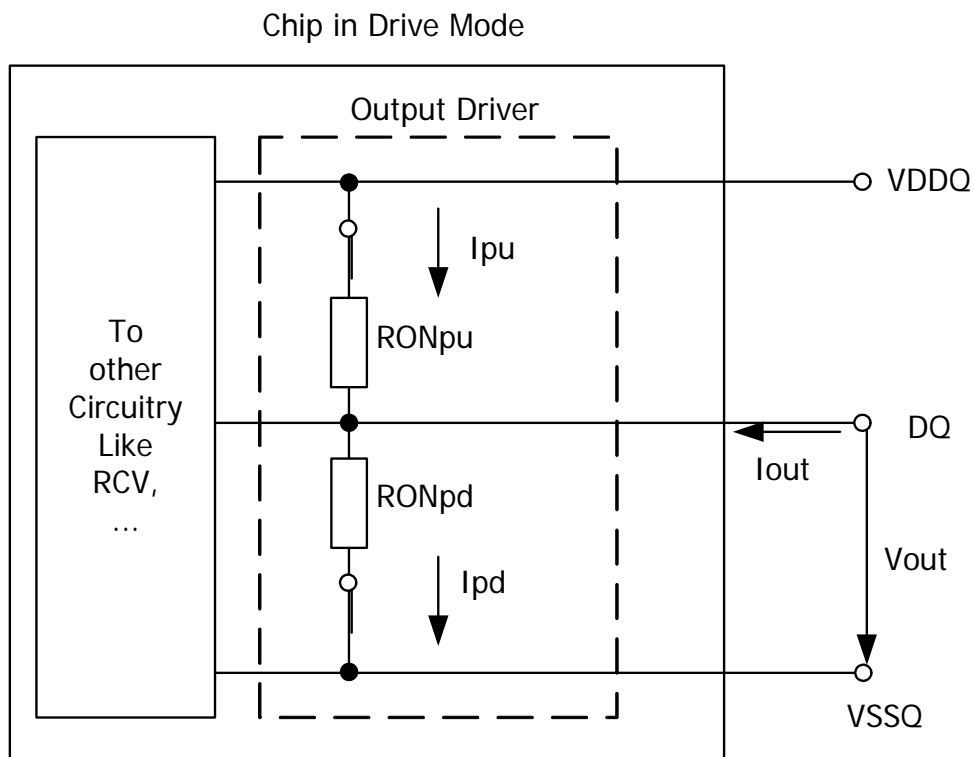 Chip in Drive Mode
Output Driver
VDDQ
Ipu
To
other
Circuitry
Like
RCV,
...
RONpu
DQ
Iout
RONpd
Vout
Ipd
VSSQ